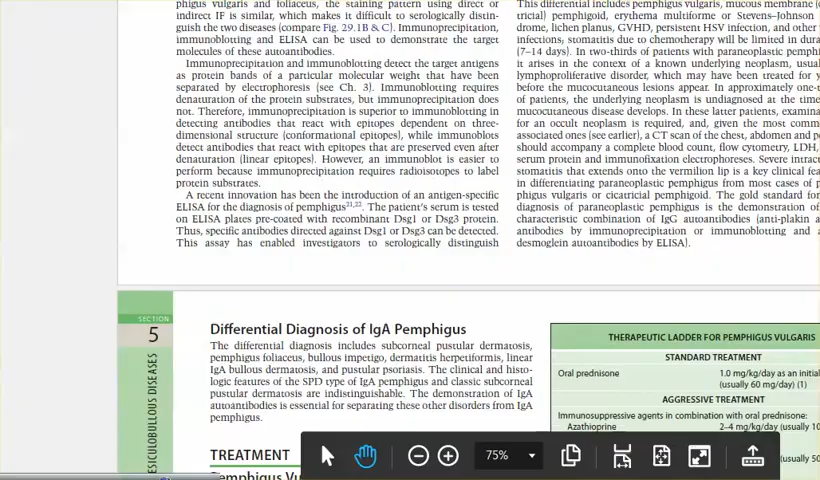 phigus vulgaris and foliaceus, the staining pattern using direct or
indirect IF is similar, which makes it difficult to serologically distin-
guish the two diseases (compare Fig. 29.1B & C). Immunoprecipitation,
immunoblotting and ELISA can be used to demonstrate the target
molecules of these autoantibodies.
Immunoprecipitation and immunoblotting detect the target antigens
as protein bands of a particular molecular weight that have been
separated by electrophoresis (see Ch. 3). Immunoblotting requires
denaturation of the protein substrates, but immunoprecipitation does
not. Therefore, immunoprecipitation is superior to immunoblotting in
detecting antibodies that react with epitopes dependent on three-
dimensional structure (conformational epitopes), while immunoblots
detect antibodies that react with epitopes that are preserved even after
denaturation (linear epitopes). However, an immunoblot is easier to
perform because immunoprecipitation requires radioisotopes to label
protein substrates.
A recent innovation has been the introduction of an antigen-specific
ELISA for the diagnosis of pemphigus21,22. The patient's serum is tested
on ELISA plates pre-coated with recombinant Dsg1 or Dsg3 protein.
Thus, specific antibodies directed against Dsg1 or Dsg3 can be detected.
This assay has enabled investigators to serologically distinguish
This differential includes pemphigus vulgaris, mucous membrane (c
tricial) pemphigoid, erythema multiforme or Stevens–Johnson
drome, lichen planus, GVHD, persistent HSV infection, and other
infections; stomatitis due to chemotherapy will be limited in dura
(7–14 days). In two-thirds of patients with paraneoplastic pemphi
it arises in the context of a known underlying neoplasm, usual
lymphoproliferative disorder, which may have been treated for y
before the mucocutaneous lesions appear. In approximately one-t
of patients, the underlying neoplasm is undiagnosed at the time
mucocutaneous disease develops. In these latter patients, examina
for an occult neoplasm is required, and, given the most comm
associated ones (see earlier), a CT scan of the chest, abdomen and pe
should accompany a complete blood count, flow cytometry, LDH,
serum protein and immunofixation electrophoreses. Severe intract
stomatitis that extends onto the vermilion lip is a key clinical fea
in differentiating paraneoplastic pemphigus from most cases of p
phigus vulgaris or cicatricial pemphigoid. The gold standard for
diagnosis of paraneoplastic pemphigus is the demonstration of
characteristic combination of IgG autoantibodies (anti-plakin a
antibodies by immunoprecipitation or immunoblotting and a
desmoglein autoantibodies by ELISA).
SECTION
5
ESICULOBULLOUS DISEASES
Differential Diagnosis of IgA Pemphigus
The differential diagnosis includes subcorneal pustular dermatosis,
pemphigus foliaceus, bullous impetigo, dermatitis herpetiformis, linear
IgA bullous dermatosis, and pustular psoriasis. The clinical and histo-
logic features of the SPD type of IgA pemphigus and classic subcorneal
pustular dermatosis are indistinguishable. The demonstration of IgA
autoantibodies is essential for separating these other disorders from IgA
pemphigus.
TREATMENT
Pemphigus Vu
THERAPEUTIC LADDER FOR PEMPHIGUS VULGARIS
STANDARD TREATMENT
Oral prednisone 1.0 mg/kg/day as an initial
(usually 60 mg/day) (1)
AGGRESSIVE TREATMENT
Immunosuppressive agents in combination with oral prednisone:
Azathioprine 2–4 mg/kg/day (usually 10
usually 50
75%